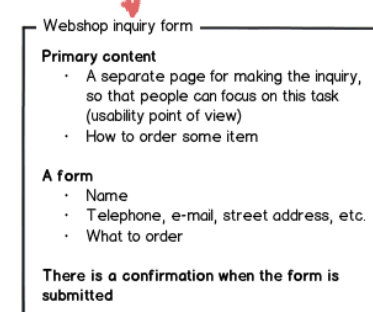 Webshop inquiry form
Primary content
· A separate page for making the inquiry,
so that people can focus on this task
(usability point of view)
· How to order some item
A form
· Name
· Telephone, e-mail, street address, etc.
· What to order
There is a confirmation when the form is
submitted